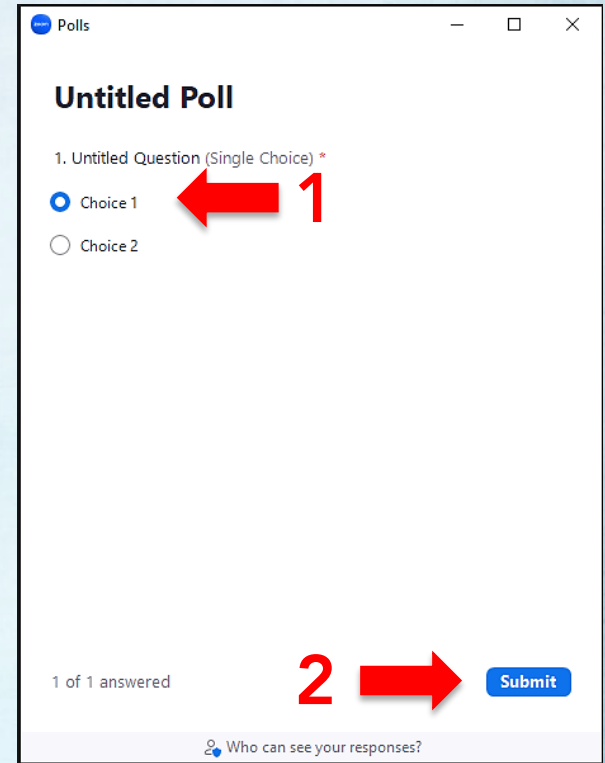 Polls
Untitled Poll
1. Untitled Question (Single Choice) *
Choice 1
1
Choice 2
1 of 1 answered
2
Submit
Who can see your responses?